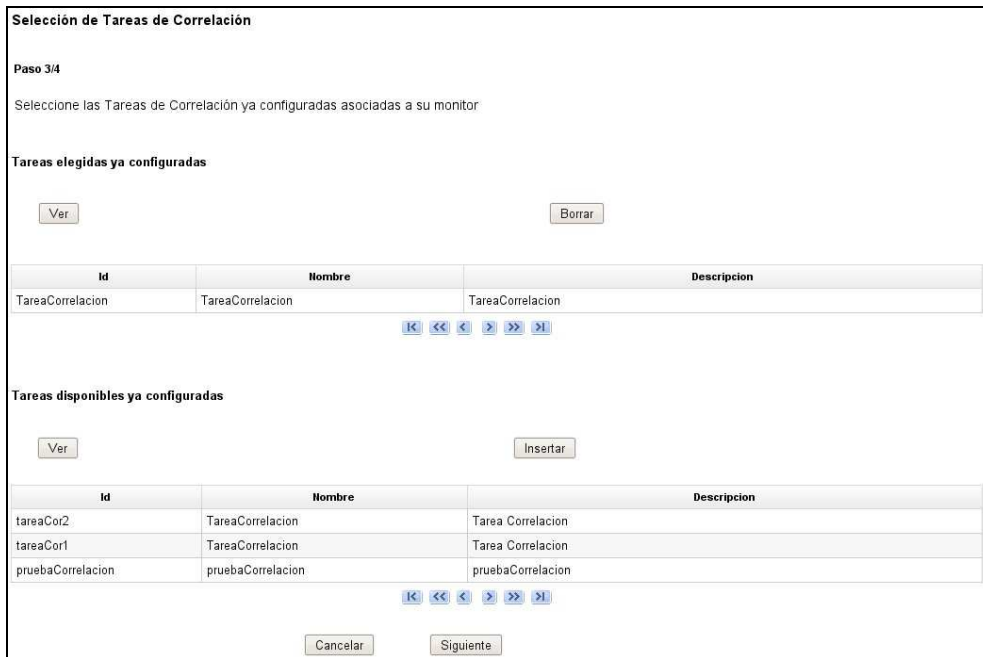 Selección de Tareas de Correlación
Paso 3/4
Seleccione las Tareas de Correlación ya configuradas asociadas a su monitor
Tareas elegidas ya configuradas
Ver Borrar
Id Nombre Descripcion
TareaCorrelacion TareaCorrelacion TareaCorrelacion
Tareas disponibles ya configuradas
Ver Insertar
Id Nombre Descripcion
tareaCor2 TareaCorrelacion Tarea Correlacion
tareaCor1 TareaCorrelacion Tarea Correlacion
pruebaCorrelacion pruebaCorrelacion pruebaCorrelacion
Cancelar Siguiente